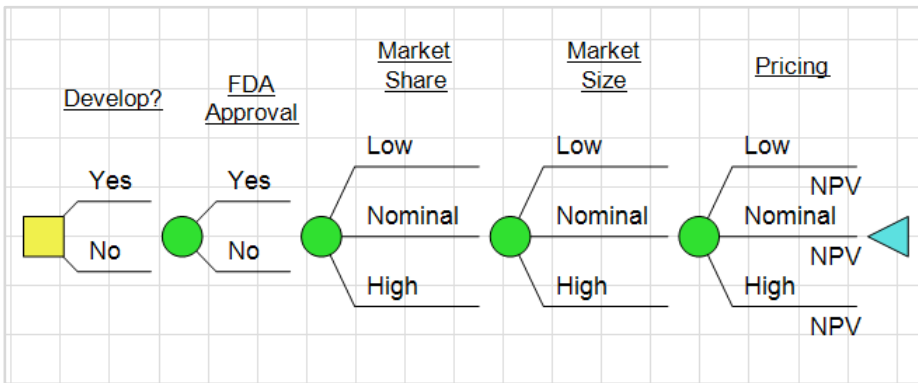 Develop?
FDA
Approval
Market
Share
Market
Size
Pricing
Yes
No
Yes
No
Low
Nominal
High
Low
Nominal
High
Low
NPV
Nominal
NPV
High
NPV